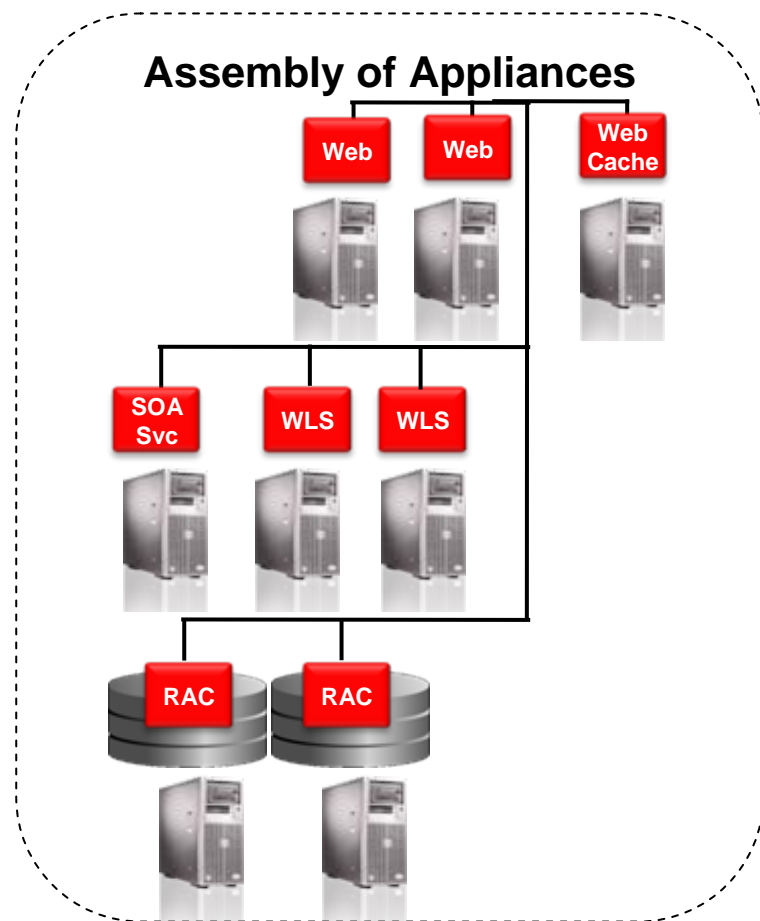 Assembly of Appliances
Web
Web
Web
Cache
SOA
Svc
WLS
WLS
RAC
RAC